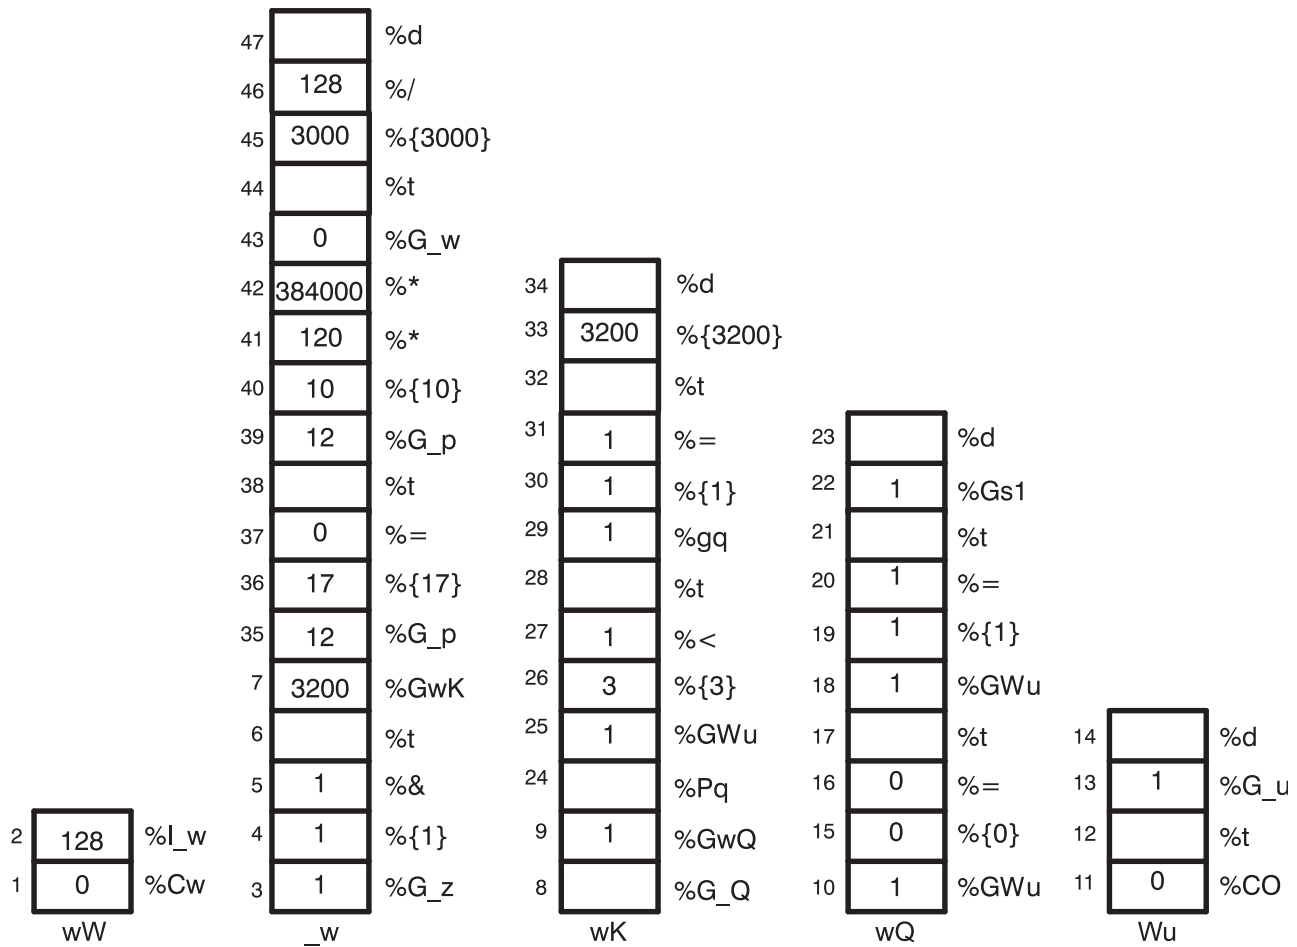 47 %d
46 128 %/
45 3000 %{3000}
44 %t
43 0 %G_w
42 384000 %* 34 %d
41 120 %* 33 3200 %{3200}
40 10 %{10} 32 %t
39 12 %G_p 31 1 %= 23 %d
38 %t 30 1 %{1} 22 1 %Gs1
37 0 %= 29 1 %gq 21 %t
36 17 %{17} 28 %t 20 1 %=
35 12 %G_p 27 1 %< 19 1 %{1}
7 3200 %GwK 26 3 %{3} 18 1 %GWu
6 %t 25 1 %GWu 17 %t 14 %d
5 1 %& 24 %Pq 16 0 %= 13 1 %G_u
2 128 %I_w 4 1 %{1} 9 1 %GwQ 15 0 %{0} 12 %t
1 0 %Cw 3 1 %G_z 8 %G_Q 10 1 %GWu 11 0 %CO
wW _w wK wQ Wu